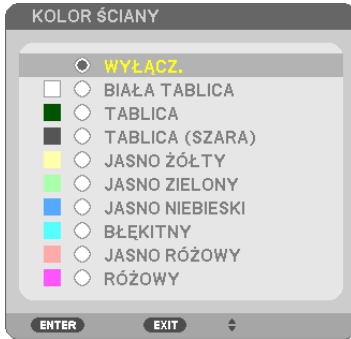 KOLOR ŚCIANY
WYŁĄCZ.
BIAŁA TABLICA
TABLICA
TABLICA (SZARA)
JASNO ŻÓŁTY
JASNO ZIELONY
JASNO NIEBIESKI
BŁĘKITNY
JASNO RÓŻOWY
RÓŻOWY
ENTER EXIT